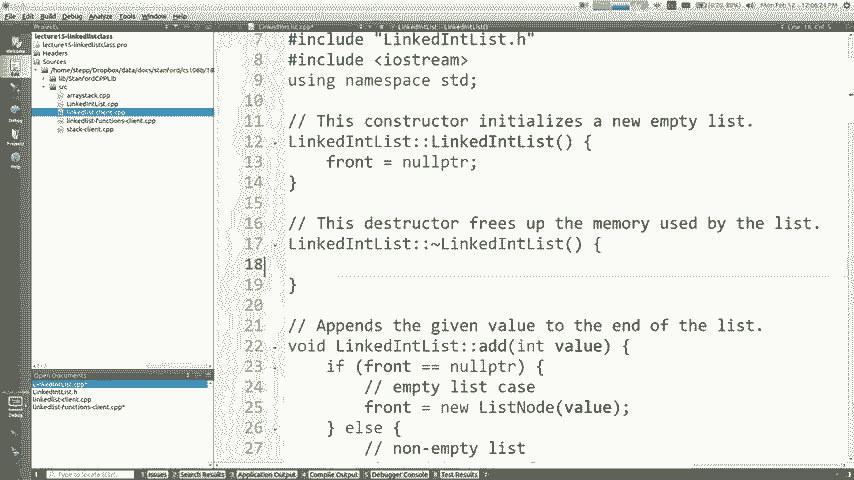 File Edit Build Debug Analyze Tools Window Help
Mon Feb 12
Projects
LinkedIntList.cpp*
Welcome
lecture15-linkedlistclass
lecture15-linkedlistclass.pro
Headers
Sources
/home/stepp/Dropbox/data/docs/stanford/cs106b/18
lib/StanfordCPPLib
src
arraystack.cpp
LinkedIntList.cpp
linkedlist-client.cpp
linkedlist-functions-client.cpp
stack-client.cpp
Debug
Projects
Help
7 #include "LinkedIntList.h"
8 #include <iostream>
9 using namespace std;
10
11 // This constructor initializes a new empty list.
12 LinkedIntList::LinkedIntList() {
13 front = nullptr;
14 }
15
16 // This destructor frees up the memory used by the list.
17 LinkedIntList::~LinkedIntList() {
18
19 }
20
21 // Appends the given value to the end of the list.
22 void LinkedIntList::add(int value) {
23 if (front == nullptr) {
24 // empty list case
25 front = new ListNode(value);
26 } else {
27 // non-empty list
Open Documents
LinkedIntList.cpp*
LinkedIntList.h
linkedlist-client.cpp
linkedlist-functions-client.cpp*
Debug
Type to locate 1 Issues 2 Search Results 3 Application Output 4 Compile Output 5 Debugger Console 8 Test Results